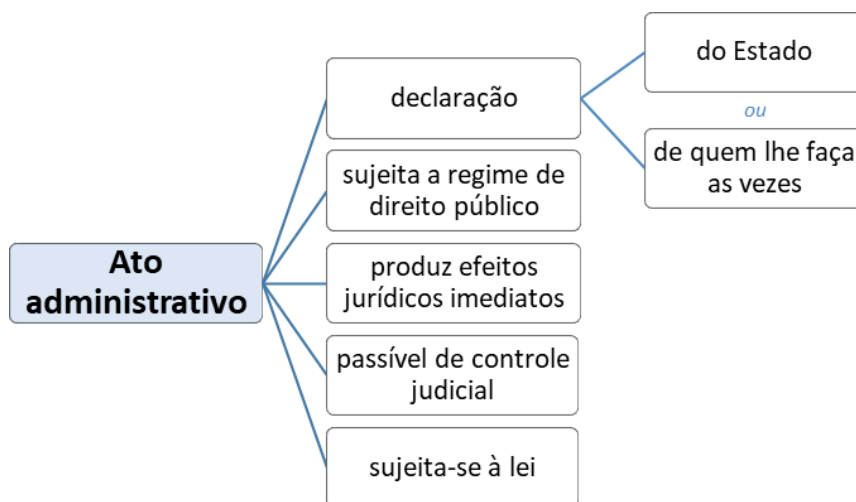 Ato
administrativo
declaração
do Estado
ou
de quem lhe faça
as vezes
sujeita a regime de
direito público
produz efeitos
jurídicos imediatos
passível de controle
judicial
sujeita-se à lei